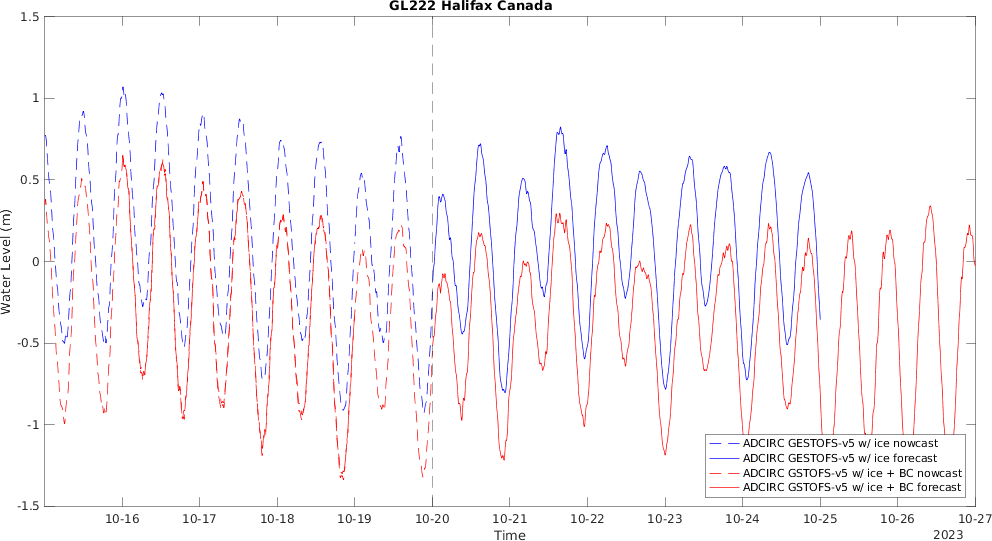 GL222 Halifax Canada
1.5
1
0.5
0
-0.5
-1
-1.5
Water Level (m)
ADCIRC GESTOFS-v5 w/ ice nowcast
ADCIRC GESTOFS-v5 w/ ice forecast
ADCIRC GSTOFS-v5 w/ ice + BC nowcast
ADCIRC GSTOFS-v5 w/ ice + BC forecast
10-16 10-17 10-18 10-19 10-20 10-21 10-22 10-23 10-24 10-25 10-26 10-27
Time
2023